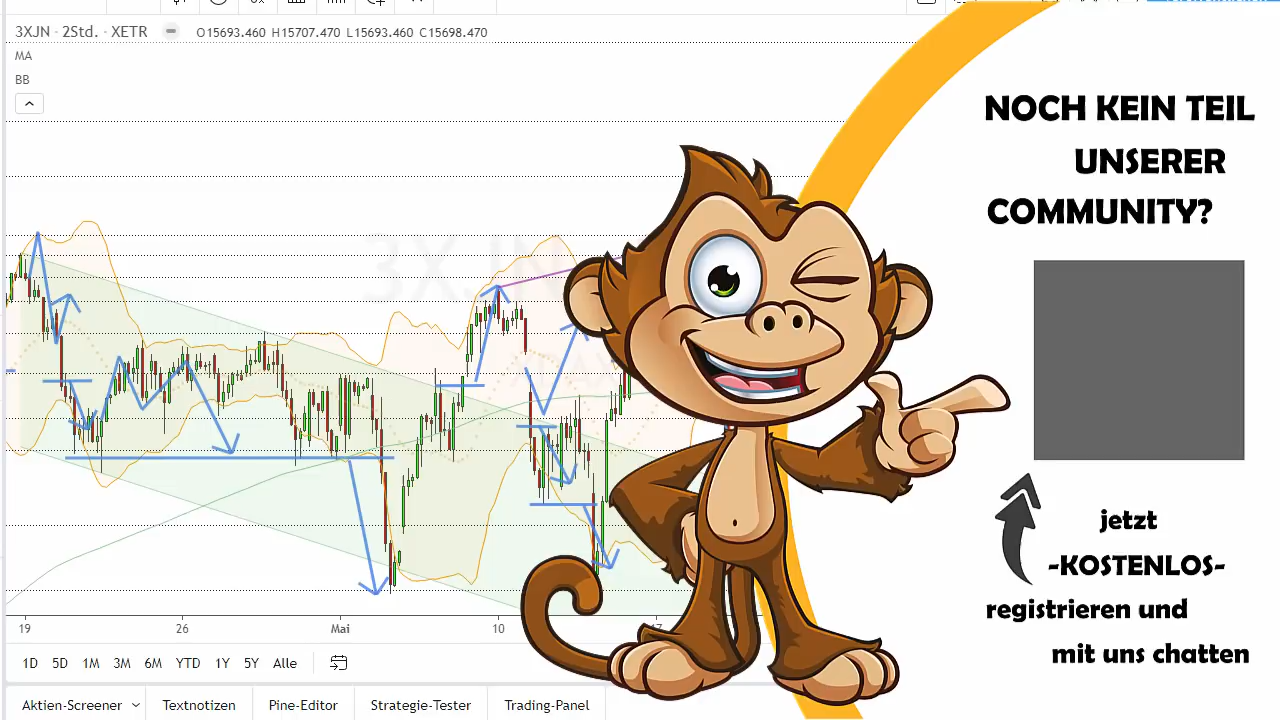 3XJN · 2Std. · XETR O15693.460 H15707.470 L15693.460 C15698.470
MA
BB
3XJN
NOCH KEIN TEIL
UNSERER
COMMUNITY?
jetzt
-KOSTENLOS-
registrieren und
mit uns chatten
19 26 Mai 10 17
1D 5D 1M 3M 6M YTD 1Y 5Y Alle
Aktien-Screener Textnotizen Pine-Editor Strategie-Tester Trading-Panel